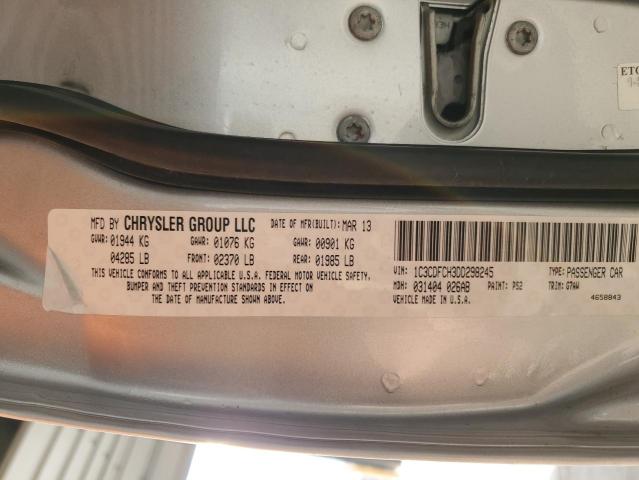 ETC
MFD BY CHRYSLER GROUP LLC DATE OF MFR(BUILT): MAR 13
GVWR: 01944 KG GAWR: 01076 KG GAWR: 00901 KG
04285 LB FRONT: 02370 LB REAR: 01985 LB
THIS VEHICLE CONFORMS TO ALL APPLICABLE U.S.A. FEDERAL MOTOR VEHICLE SAFETY,
BUMPER AND THEFT PREVENTION STANDARDS IN EFFECT ON
THE DATE OF MANUFACTURE SHOWN ABOVE.
VIN: 1C3CDFCH3DD298245 TYPE: PASSENGER CAR
MDH: 031404 026AB PAINT: PS2 TRIM: G7AW
VEHICLE MADE IN U.S.A. 4658843